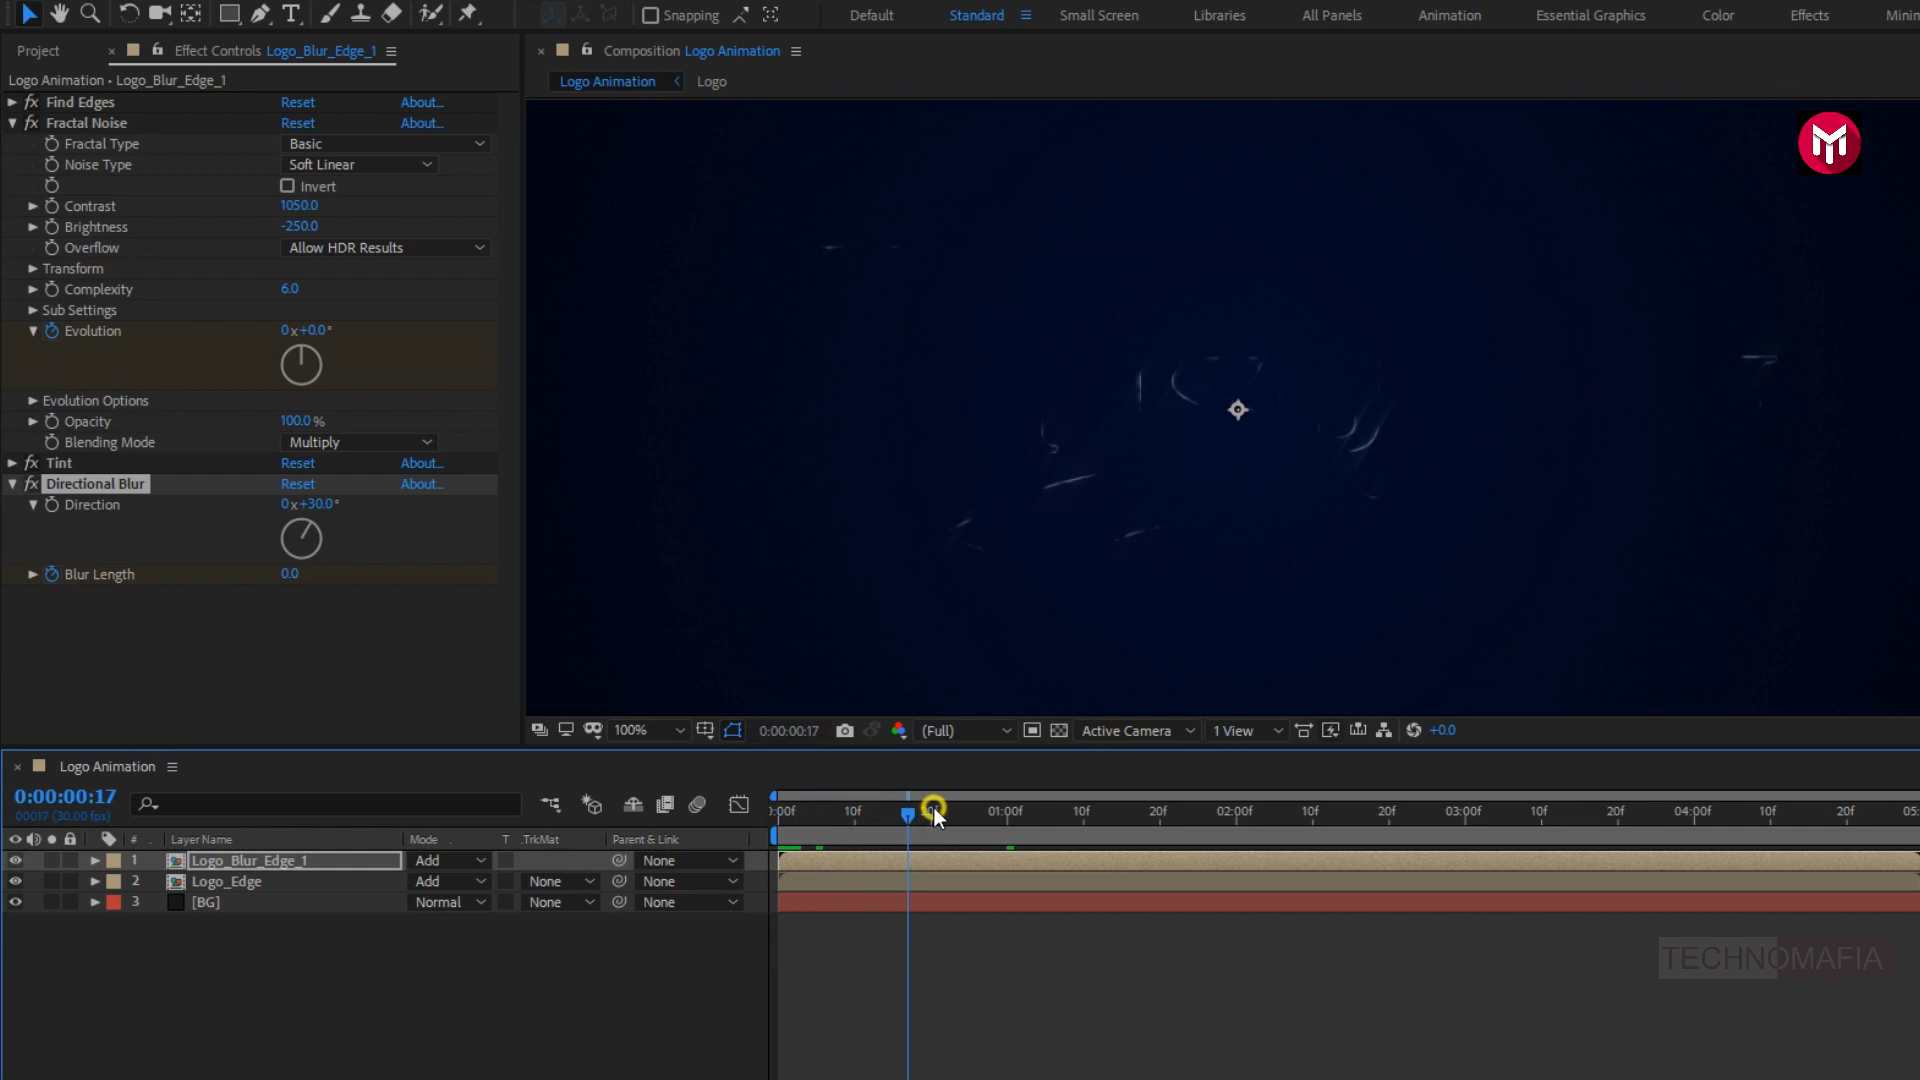 Snapping
Default
Standard
Small Screen
Libraries
All Panels
Animation
Essential Graphics
Color
Effects
Project
Effect Controls Logo_Blur_Edge_1
Composition Logo Animation
Logo Animation • Logo_Blur_Edge_1
Logo Animation
Logo
fx Find Edges Reset About...
fx Fractal Noise Reset About...
Fractal Type Basic
Noise Type Soft Linear
Invert
Contrast 1050.0
Brightness -250.0
Overflow Allow HDR Results
Transform
Complexity 6.0
Sub Settings
Evolution 0x+0.0°
Evolution Options
Opacity 100.0 %
Blending Mode Multiply
fx Tint Reset About...
fx Directional Blur Reset About...
Direction 0x+30.0°
Blur Length 0.0
100% 0:00:00:17 (Full) Active Camera 1 View +0.0
Logo Animation
0:00:00:17
00017 (30.00 fps)
:00f 10f 01:00f 10f 20f 02:00f 10f 20f 03:00f 10f 20f 04:00f 10f 20f 05:
# Layer Name Mode T .TrkMat Parent & Link
1 Logo_Blur_Edge_1 Add None
2 Logo_Edge Add None None
3 [BG] Normal None None
TECHNOMAFIA